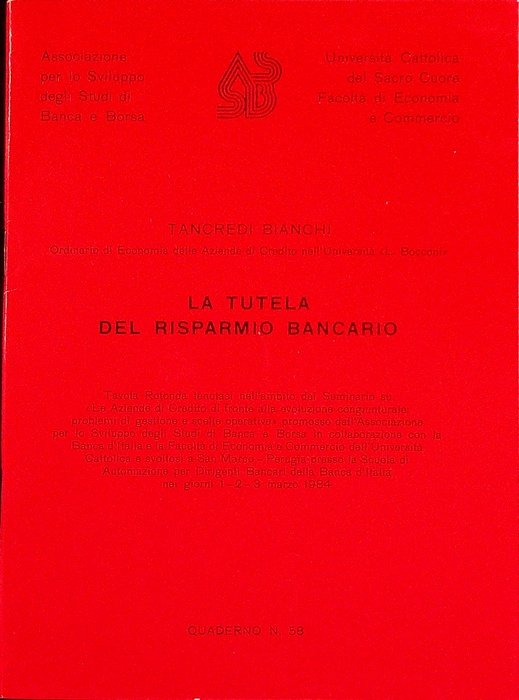 Associazione
per lo Sviluppo
degli Studi di
Banca e Borsa
ASSBB
Università Cattolica
del Sacro Cuore
Facoltà di Economia
e Commercio
TANCREDI BIANCHI
Ordinario di Economia delle Aziende di Credito nell'Università «L. Bocconi»
LA TUTELA
DEL RISPARMIO BANCARIO
Tavola Rotonda tenutasi nell'ambito del Seminario su:
«Le Aziende di Credito di fronte alla evoluzione congiunturale:
problemi di gestione e scelte operative» promosso dall'Associazione
per lo Sviluppo degli Studi di Banca e Borsa in collaborazione con la
Banca d'Italia e la Facoltà di Economia e Commercio dell'Università
Cattolica e svoltosi a San Marco - Perugia presso la Scuola di
Automazione per Dirigenti Bancari della Banca d'Italia
nei giorni 1 - 2 - 3 marzo 1984
QUADERNO N. 58